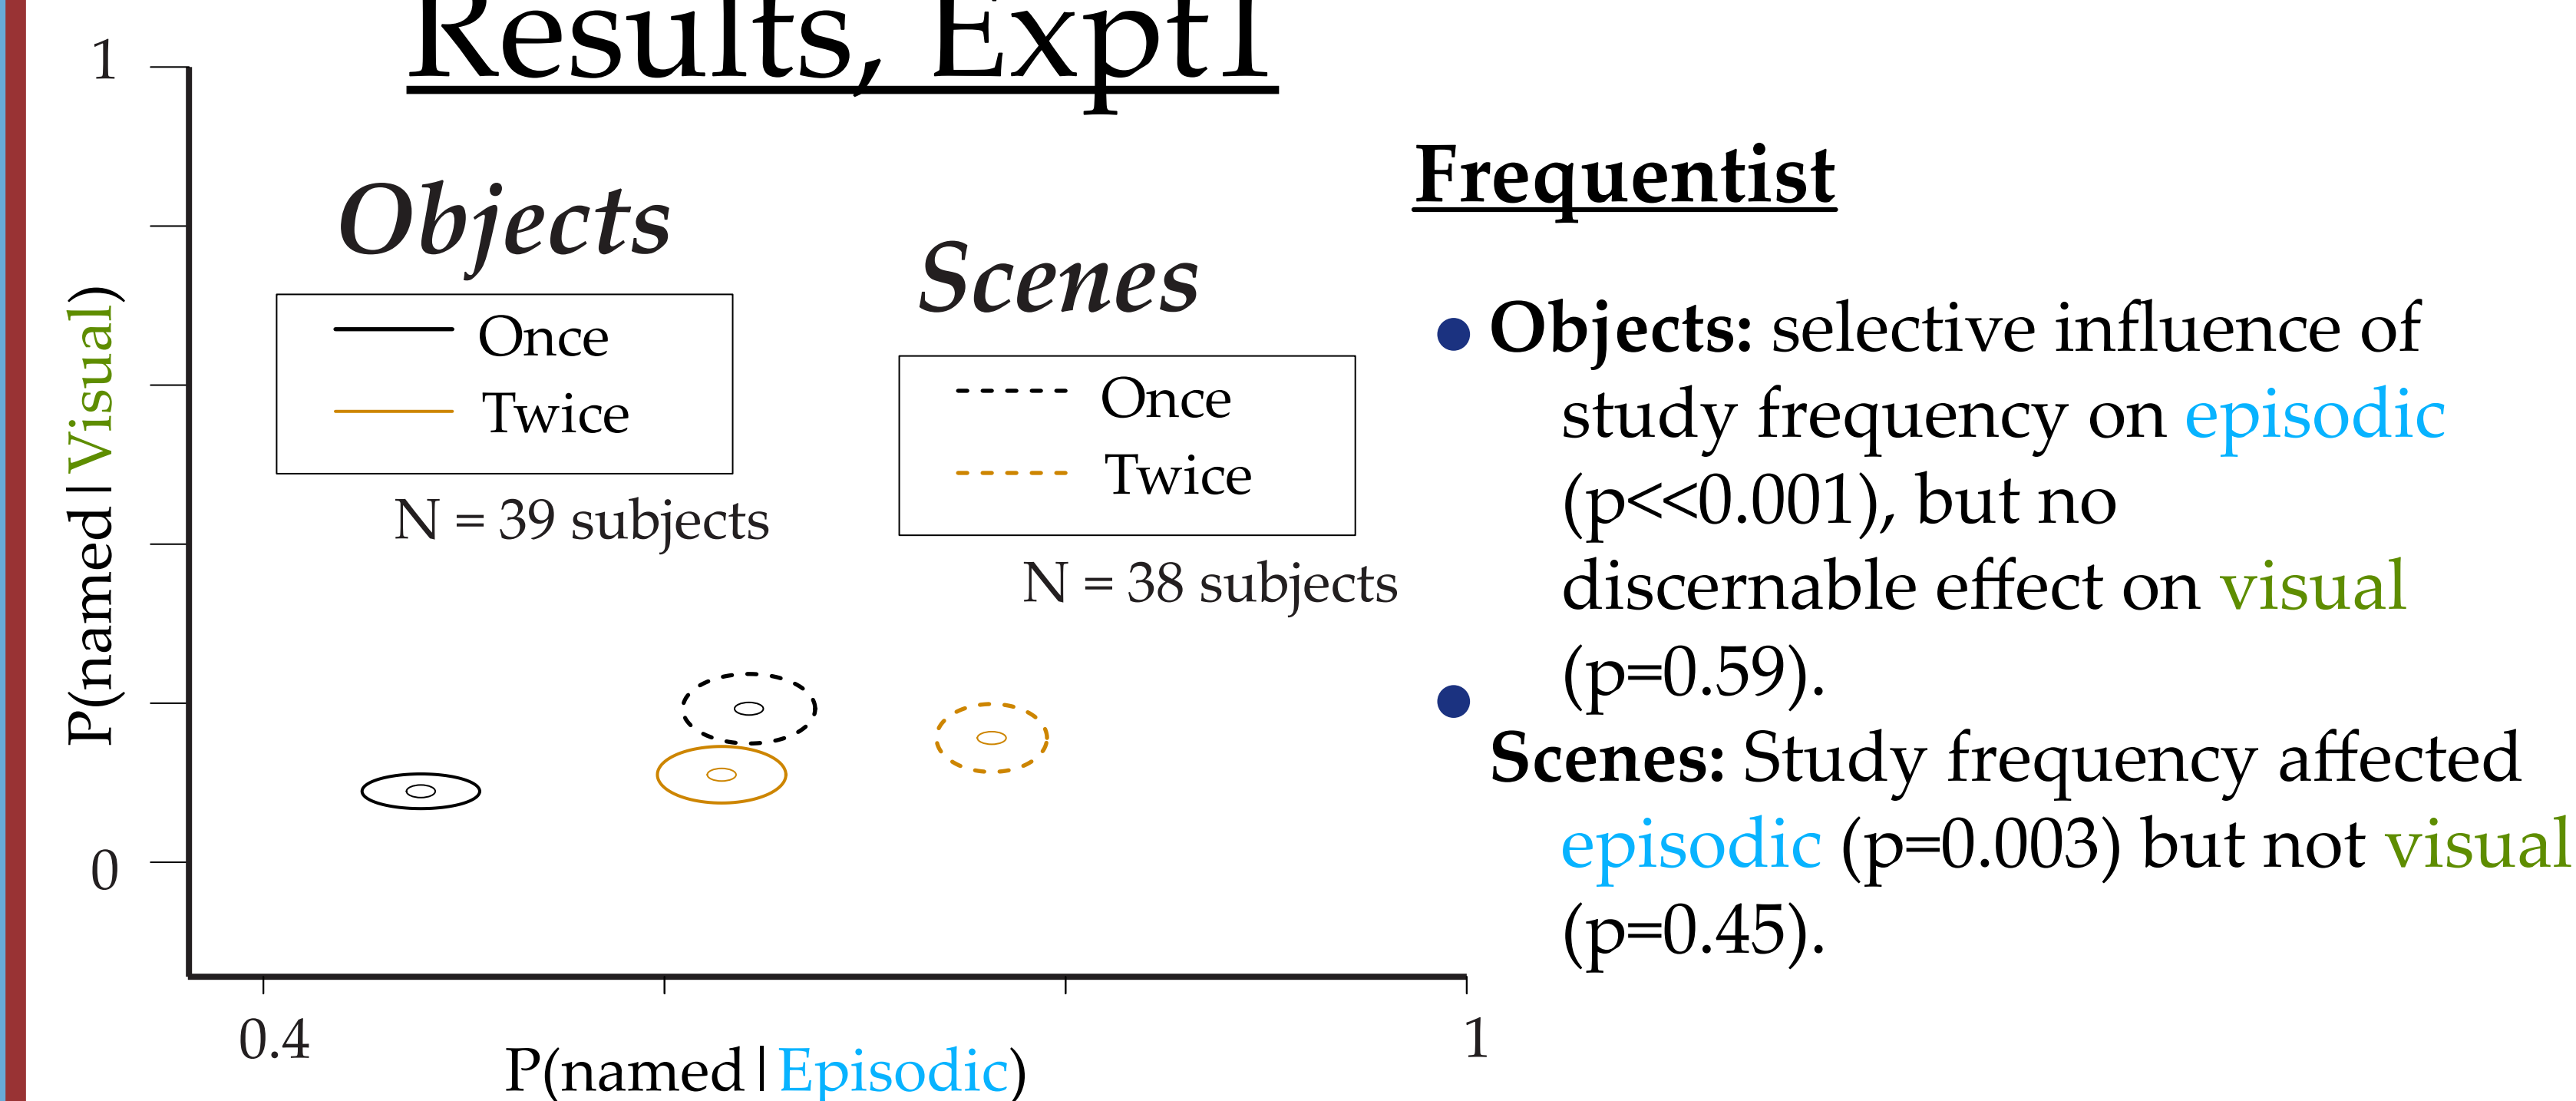 Results, Expt1
1
P(named|Visual)
0
Objects
Once
Twice
N = 39 subjects
Scenes
Once
Twice
N = 38 subjects
0.4
1
P(named|Episodic)
Frequentist
• Objects: selective influence of
study frequency on episodic
(p<<0.001), but no
discernable effect on visual
(p=0.59).
•
Scenes: Study frequency affected
episodic (p=0.003) but not visual
(p=0.45).